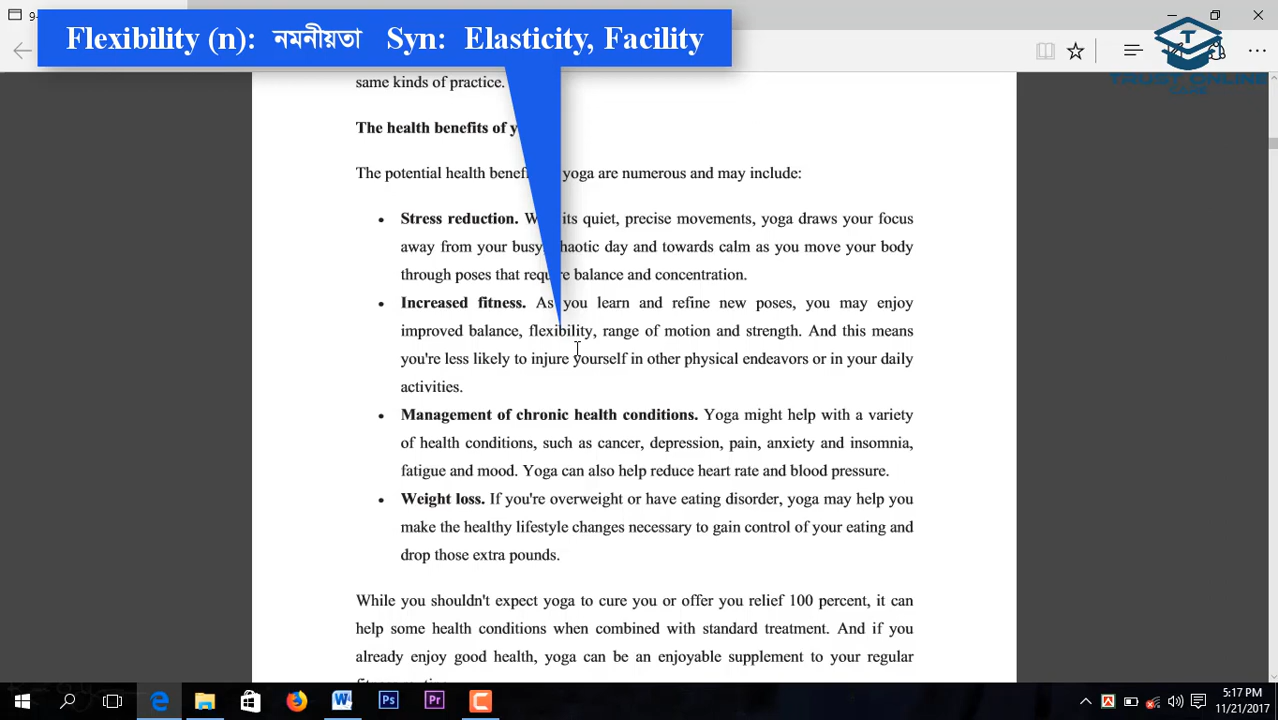 9-
Flexibility (n): নমনীয়তা Syn: Elasticity, Facility
T
TRUST ONLINE
CARE
same kinds of practice.
The health benefits of y
The potential health benef yoga are numerous and may include:
• Stress reduction. W its quiet, precise movements, yoga draws your focus
away from your busy, haotic day and towards calm as you move your body
through poses that require balance and concentration.
• Increased fitness. As you learn and refine new poses, you may enjoy
improved balance, flexibility, range of motion and strength. And this means
you're less likely to injure yourself in other physical endeavors or in your daily
activities.
• Management of chronic health conditions. Yoga might help with a variety
of health conditions, such as cancer, depression, pain, anxiety and insomnia,
fatigue and mood. Yoga can also help reduce heart rate and blood pressure.
• Weight loss. If you're overweight or have eating disorder, yoga may help you
make the healthy lifestyle changes necessary to gain control of your eating and
drop those extra pounds.
While you shouldn't expect yoga to cure you or offer you relief 100 percent, it can
help some health conditions when combined with standard treatment. And if you
already enjoy good health, yoga can be an enjoyable supplement to your regular
5:17 PM
11/21/2017